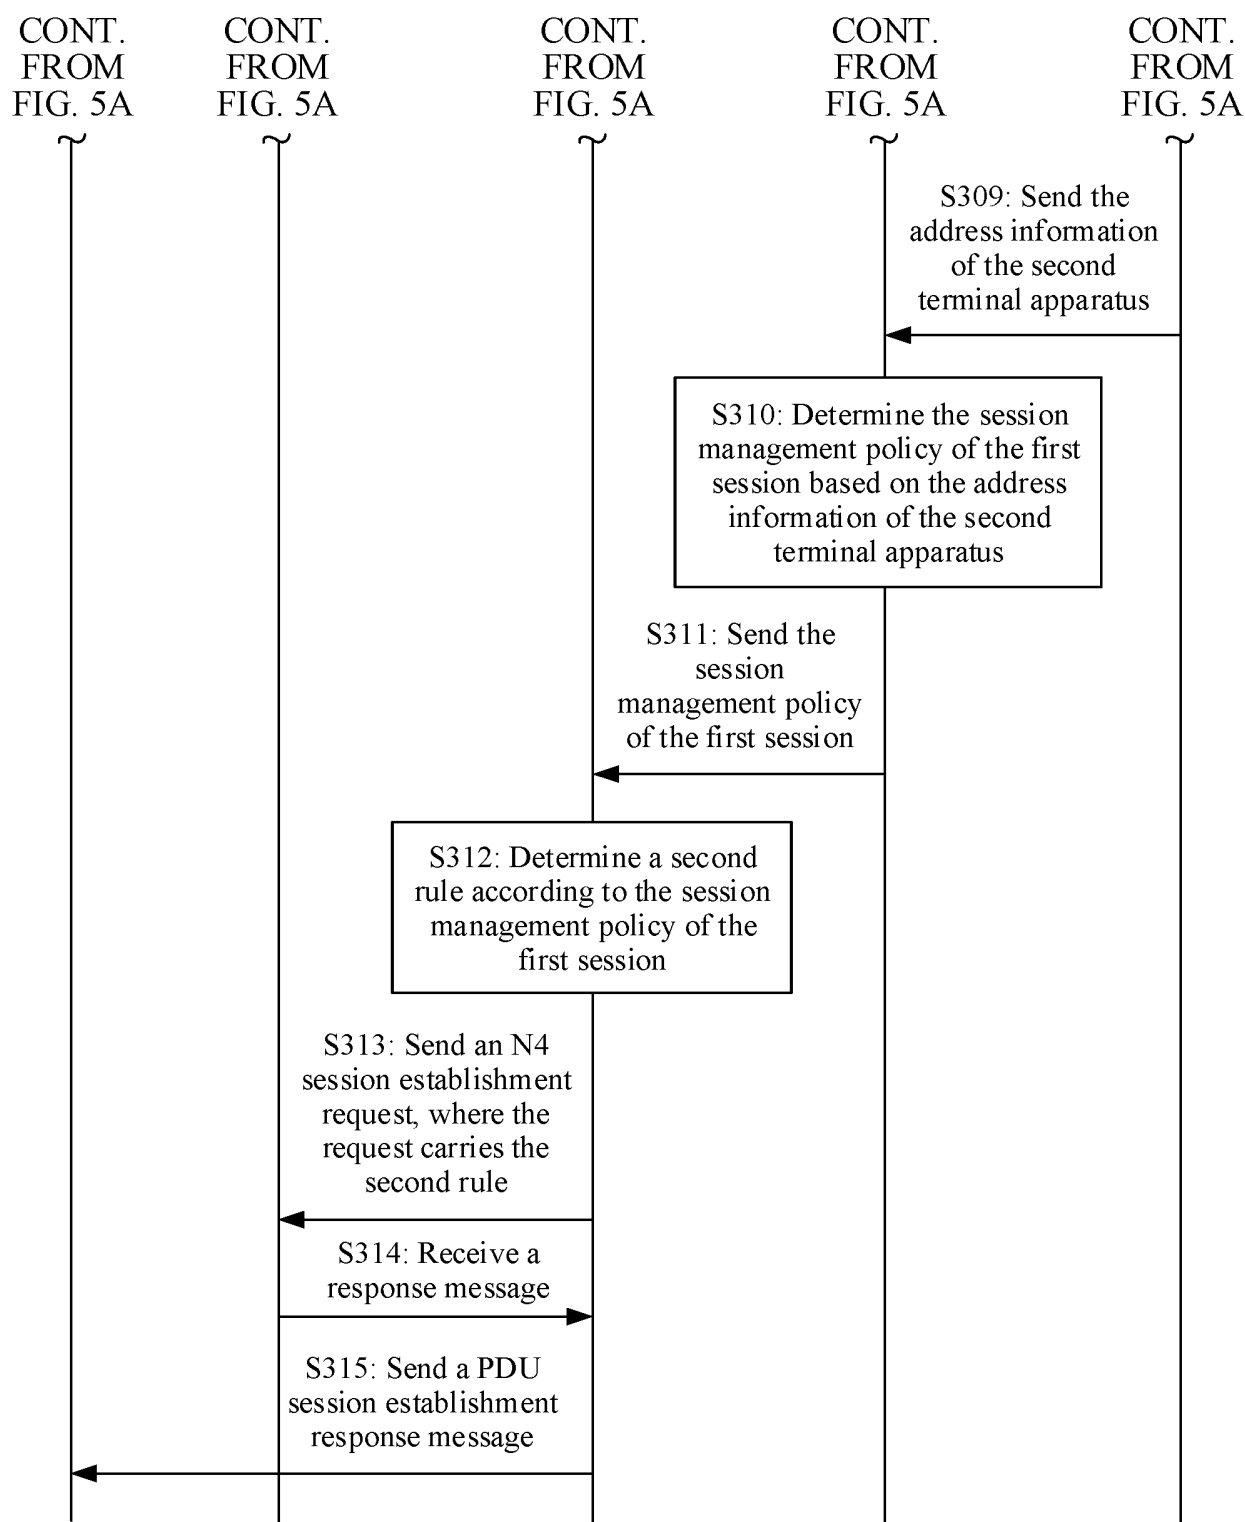 CONT.
FROM
FIG. 5A
CONT.
FROM
FIG. 5A
CONT.
FROM
FIG. 5A
CONT.
FROM
FIG. 5A
CONT.
FROM
FIG. 5A
S309: Send the
address information
of the second
terminal apparatus
S310: Determine the session
management policy of the first
session based on the address
information of the second
terminal apparatus
S311: Send the
session
management policy
of the first session
S312: Determine a second
rule according to the session
management policy of the
first session
S313: Send an N4
session establishment
request, where the
request carries the
second rule
S314: Receive a
response message
S315: Send a PDU
session establishment
response message